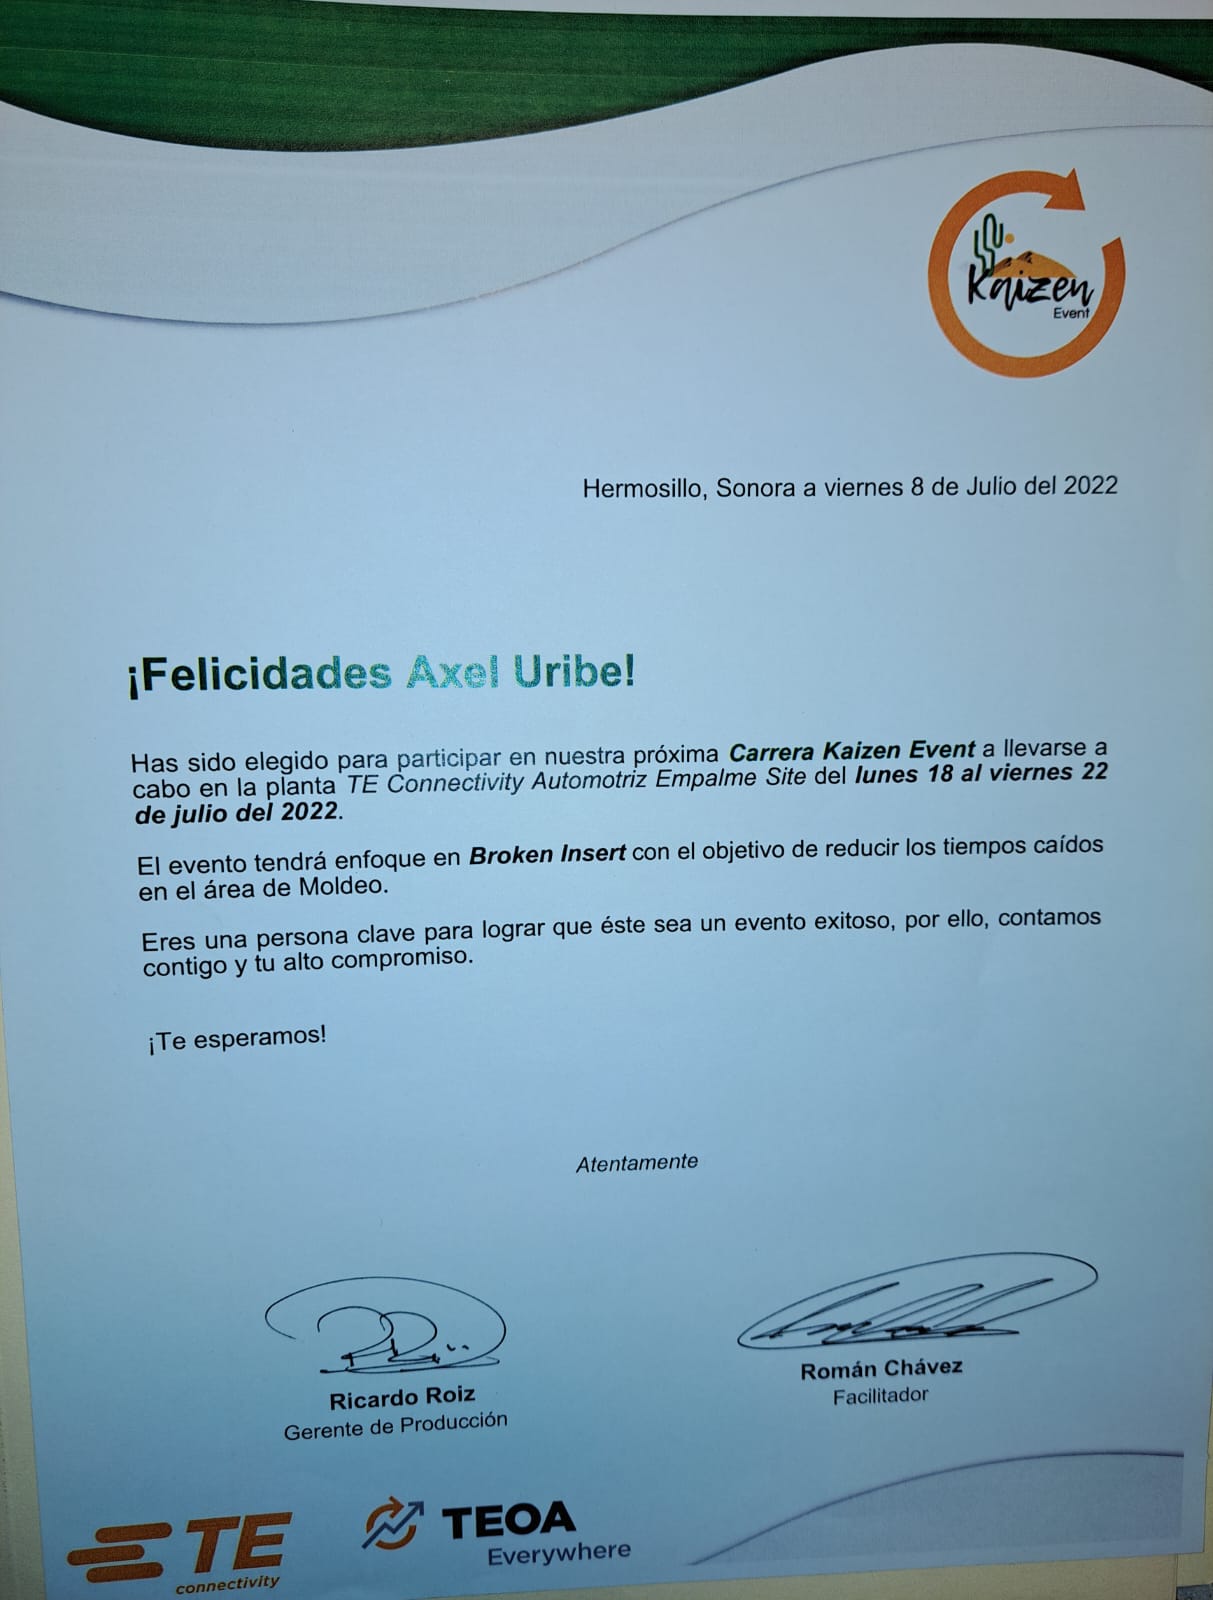 Kaizen
Event
Hermosillo, Sonora a viernes 8 de Julio del 2022
¡Felicidades Axel Uribe!
Has sido elegido para participar en nuestra próxima Carrera Kaizen Event a llevarse a
cabo en la planta TE Connectivity Automotriz Empalme Site del lunes 18 al viernes 22
de julio del 2022.
El evento tendrá enfoque en Broken Insert con el objetivo de reducir los tiempos caídos
en el área de Moldeo.
Eres una persona clave para lograr que éste sea un evento exitoso, por ello, contamos
contigo y tu alto compromiso.
¡Te esperamos!
Atentamente
Ricardo Roiz
Gerente de Producción
Román Chávez
Facilitador
TE
connectivity
TEOA
Everywhere